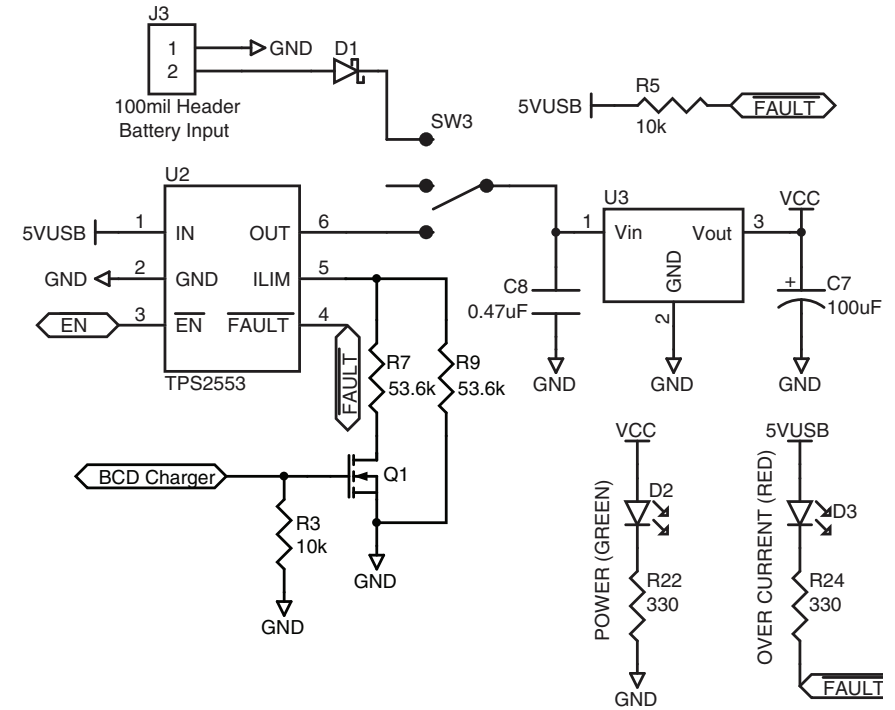 J3
1
2
GND
D1
100mil Header
Battery Input
SW3
R5
5VUSB
10k
FAULT
U2
5VUSB
1
IN
OUT
6
GND
2
GND
ILIM
5
EN
3
EN
FAULT
4
TPS2553
FAULT
R7
53.6k
R9
53.6k
U3
1
Vin
Vout
3
GND
2
VCC
C8
0.47uF
C7
+
100uF
GND
GND
GND
BCD Charger
Q1
R3
10k
GND
GND
VCC
POWER (GREEN)
D2
R22
330
GND
5VUSB
OVER CURRENT (RED)
D3
R24
330
FAULT